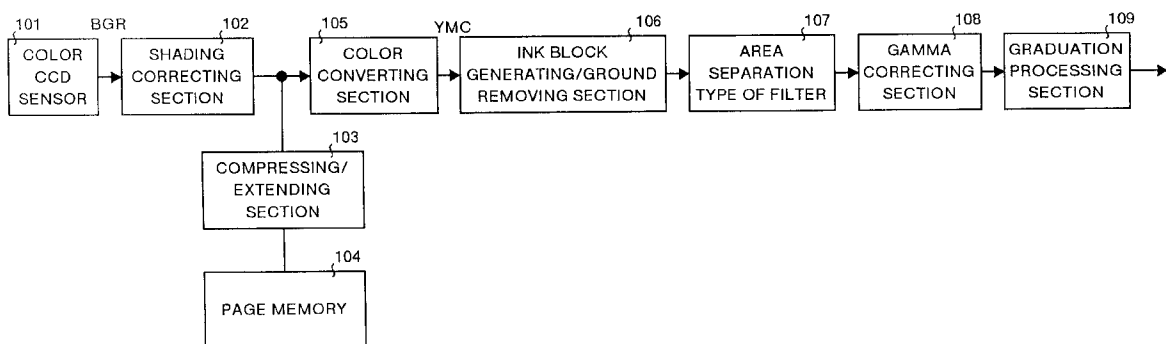 101
BGR
102
105
YMC
106
107
108
109
COLOR
CCD
SENSOR
SHADING
CORRECTING
SECTION
COLOR
CONVERTING
SECTION
INK BLOCK
GENERATING/GROUND
REMOVING SECTION
AREA
SEPARATION
TYPE OF FILTER
GAMMA
CORRECTING
SECTION
GRADUATION
PROCESSING
SECTION
103
COMPRESSING/
EXTENDING
SECTION
104
PAGE MEMORY